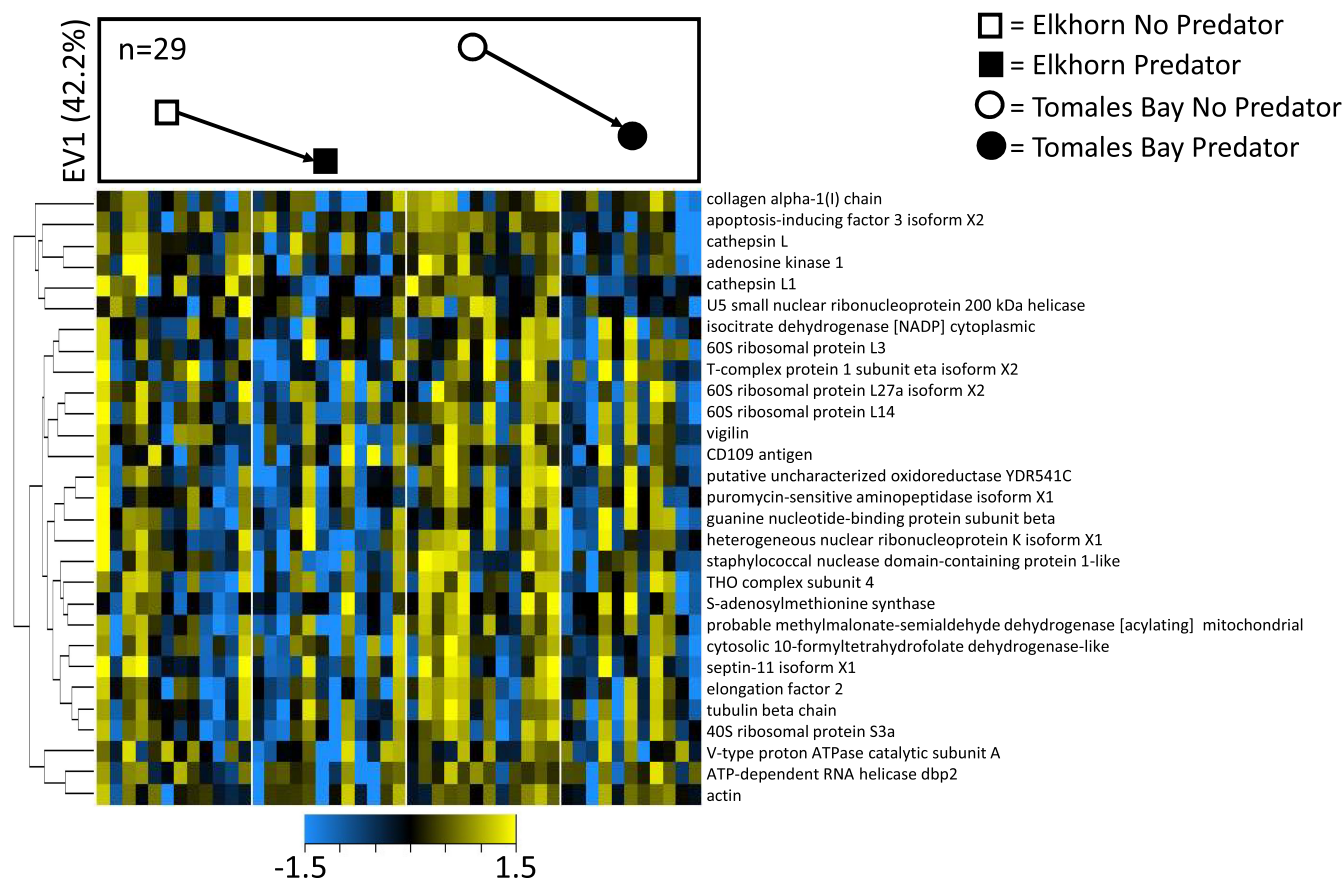 EV1 (42.2%)
n=29
= Elkhorn No Predator
= Elkhorn Predator
= Tomales Bay No Predator
= Tomales Bay Predator
collagen alpha-1(I) chain
apoptosis-inducing factor 3 isoform X2
cathepsin L
adenosine kinase 1
cathepsin L1
U5 small nuclear ribonucleoprotein 200 kDa helicase
isocitrate dehydrogenase [NADP] cytoplasmic
60S ribosomal protein L3
T-complex protein 1 subunit eta isoform X2
60S ribosomal protein L27a isoform X2
60S ribosomal protein L14
vigilin
CD109 antigen
putative uncharacterized oxidoreductase YDR541C
puromycin-sensitive aminopeptidase isoform X1
guanine nucleotide-binding protein subunit beta
heterogeneous nuclear ribonucleoprotein K isoform X1
staphylococcal nuclease domain-containing protein 1-like
THO complex subunit 4
S-adenosylmethionine synthase
probable methylmalonate-semialdehyde dehydrogenase [acylating] mitochondrial
cytosolic 10-formyltetrahydrofolate dehydrogenase-like
septin-11 isoform X1
elongation factor 2
tubulin beta chain
40S ribosomal protein S3a
V-type proton ATPase catalytic subunit A
ATP-dependent RNA helicase dbp2
actin
-1.5 1.5